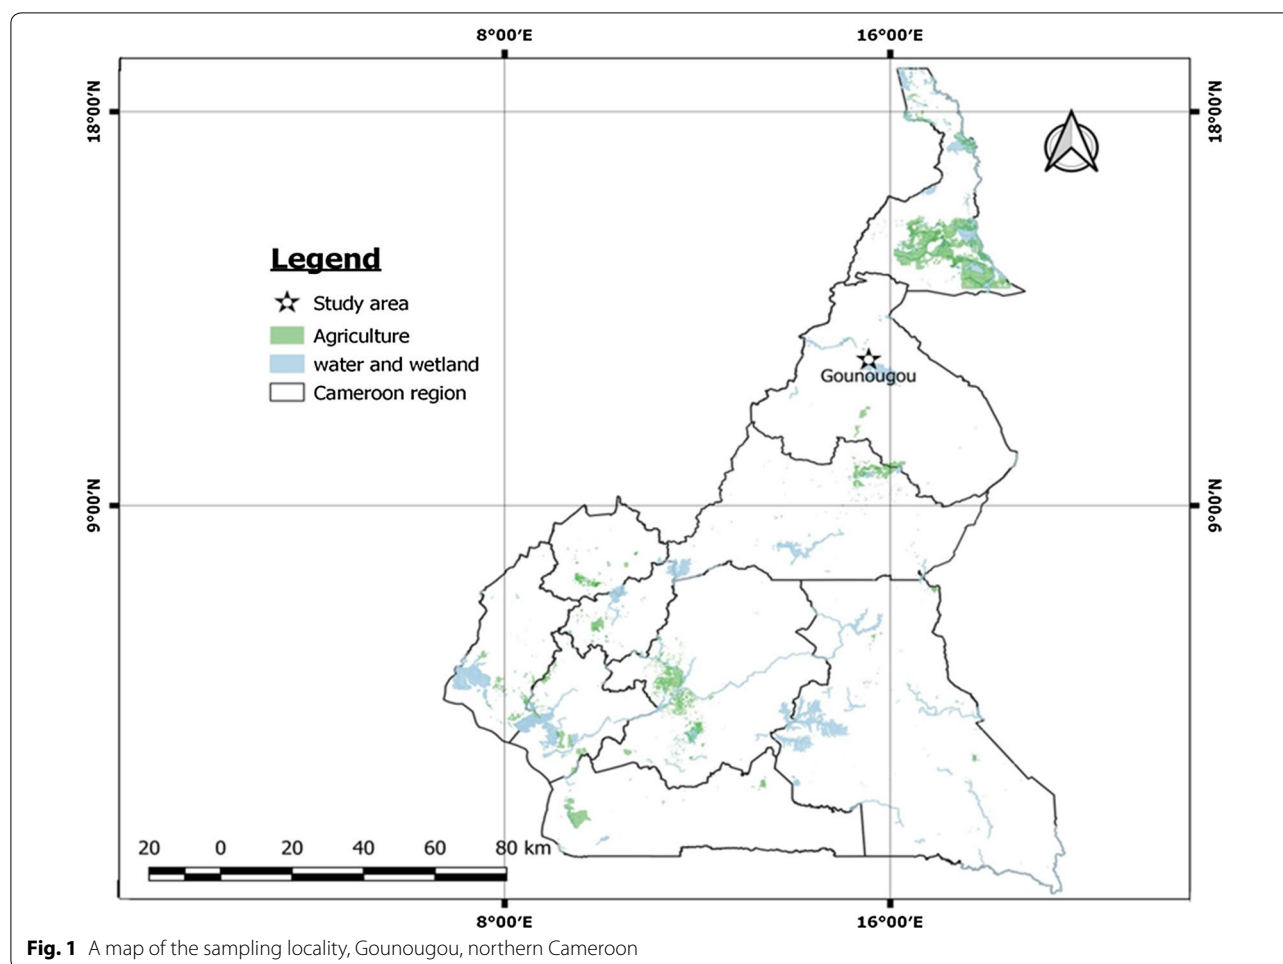 8°00′E 16°00′E
18°00′N 18°00′N
Legend
Study area
Agriculture
water and wetland
Cameroon region
Gounougou
9°00′N 9°00′N
20 0 20 40 60 80 km
8°00′E 16°00′E
Fig. 1 A map of the sampling locality, Gounougou, northern Cameroon